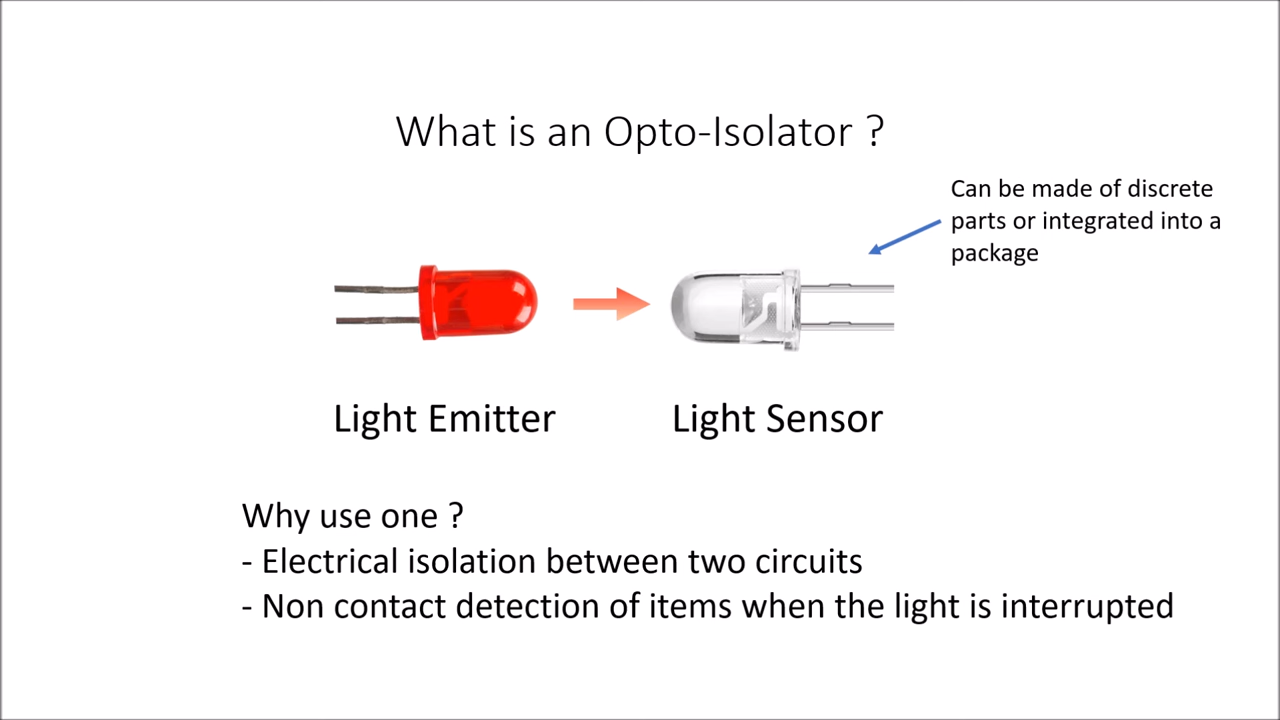 What is an Opto-Isolator ?
Can be made of discrete
parts or integrated into a
package
Light Emitter
Light Sensor
Why use one ?
- Electrical isolation between two circuits
- Non contact detection of items when the light is interrupted